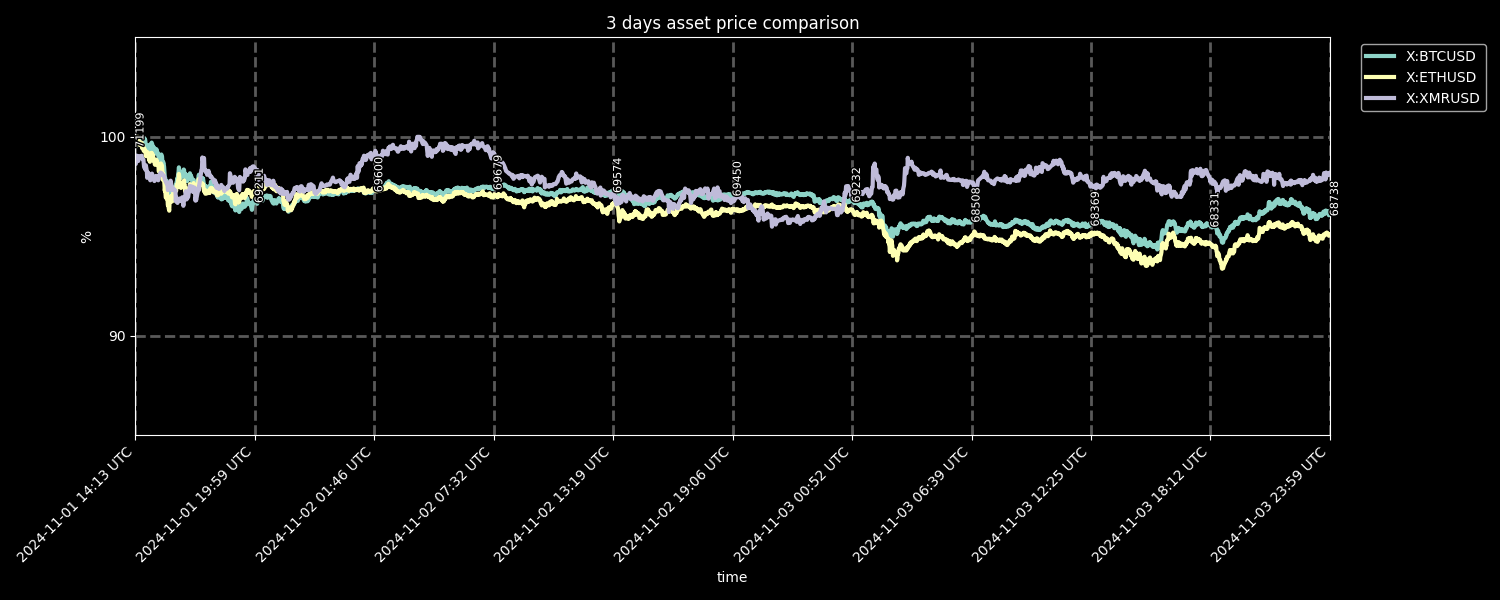 3 days asset price comparison
X:BTCUSD
X:ETHUSD
X:XMRUSD
100
90
%
69211
69600
69679
69574
69450
69232
68508
68369
68331
68738
2024-11-01 14:13 UTC
2024-11-01 19:59 UTC
2024-11-02 01:46 UTC
2024-11-02 07:32 UTC
2024-11-02 13:19 UTC
2024-11-02 19:06 UTC
2024-11-03 00:52 UTC
2024-11-03 06:39 UTC
2024-11-03 12:25 UTC
2024-11-03 18:12 UTC
2024-11-03 23:59 UTC
time